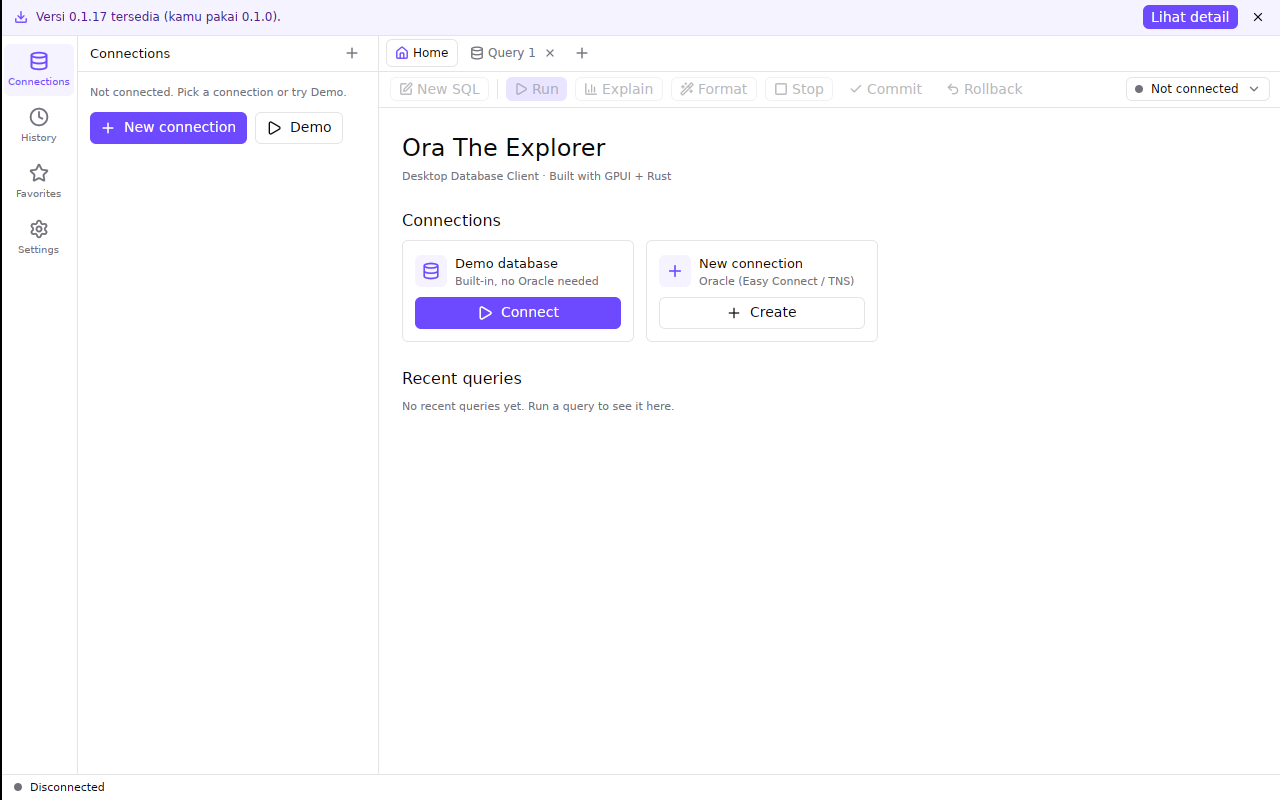 Versi 0.1.17 tersedia (kamu pakai 0.1.0).
Lihat detail
Connections
History
Favorites
Settings
Connections
Not connected. Pick a connection or try Demo.
New connection
Demo
Home
Query 1
New SQL
Run
Explain
Format
Stop
Commit
Rollback
Not connected
Ora The Explorer
Desktop Database Client · Built with GPUI + Rust
Connections
Demo database
Built-in, no Oracle needed
Connect
New connection
Oracle (Easy Connect / TNS)
Create
Recent queries
No recent queries yet. Run a query to see it here.
Disconnected